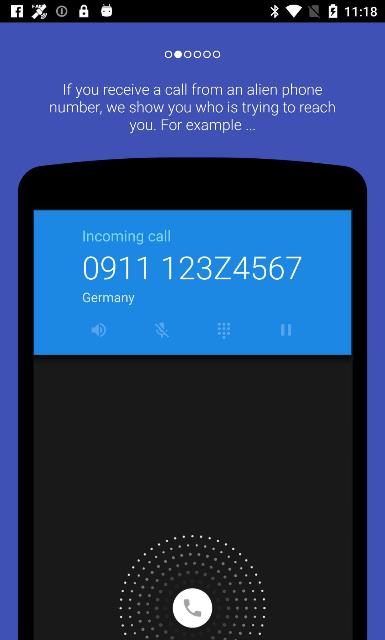 11:18
If you receive a call from an alien phone
number, we show you who is trying to reach
you. For example ...
Incoming call
0911 123Z4567
Germany